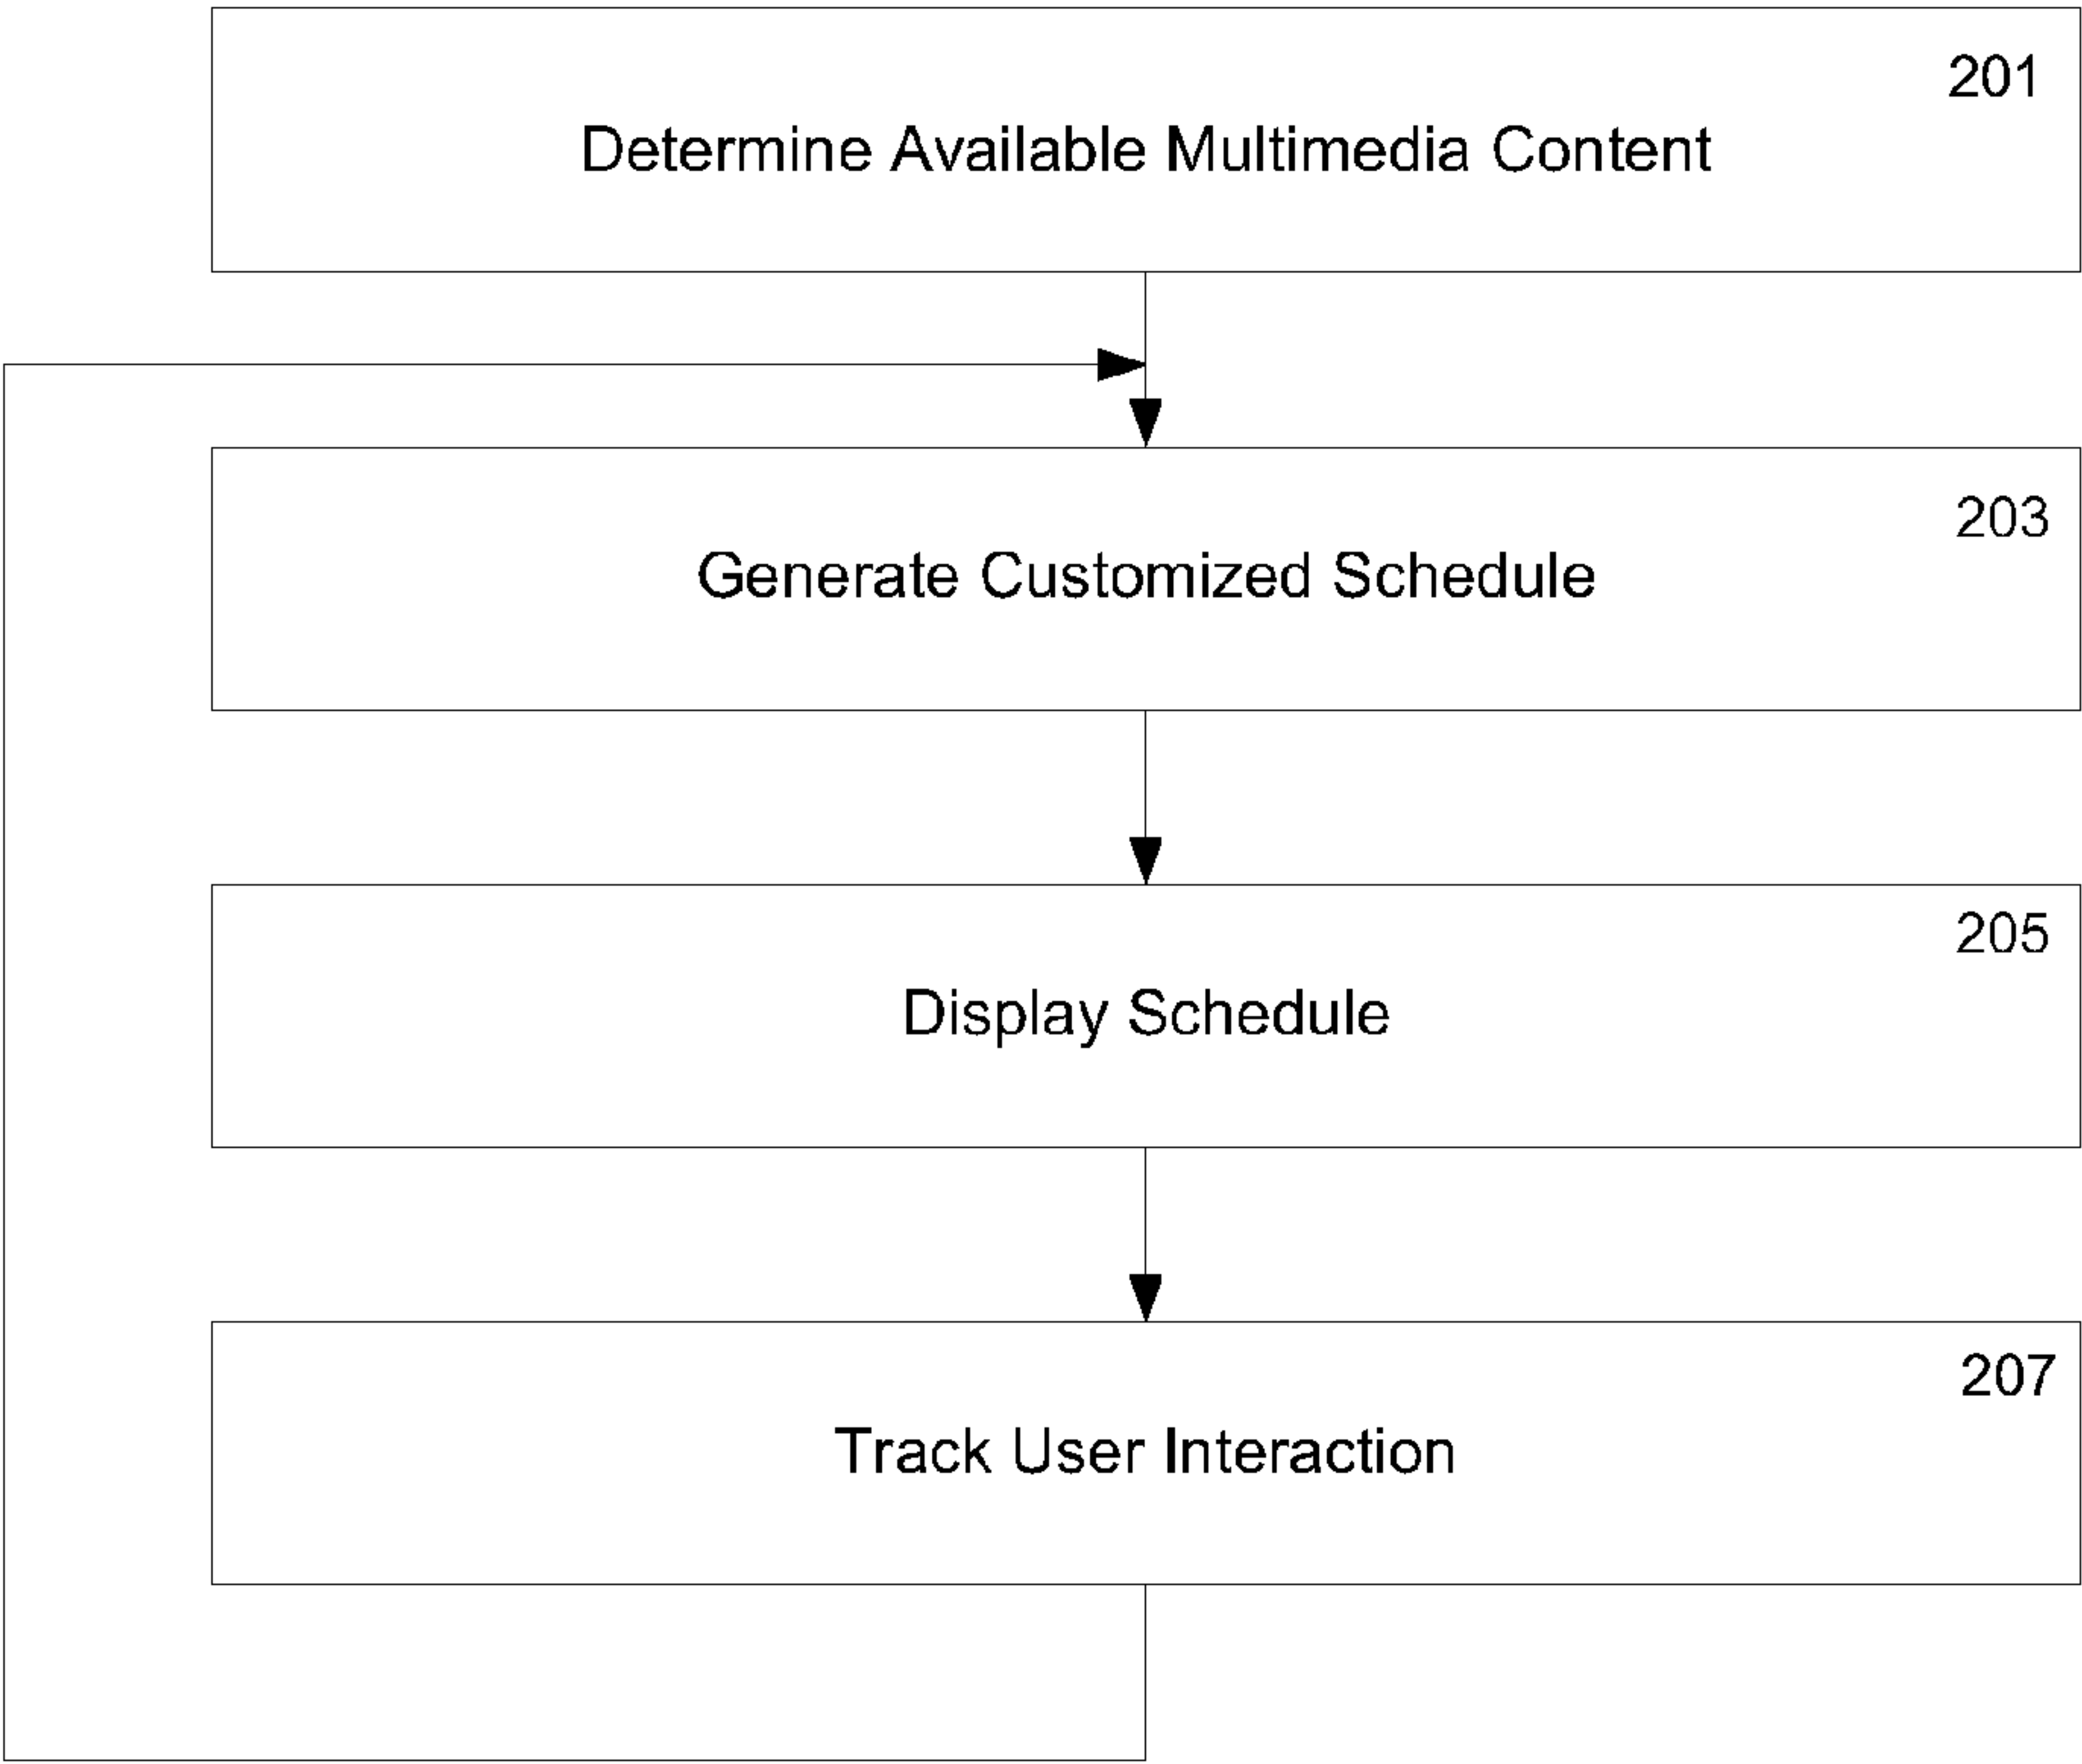 201
Determine Available Multimedia Content
203
Generate Customized Schedule
205
Display Schedule
207
Track User Interaction